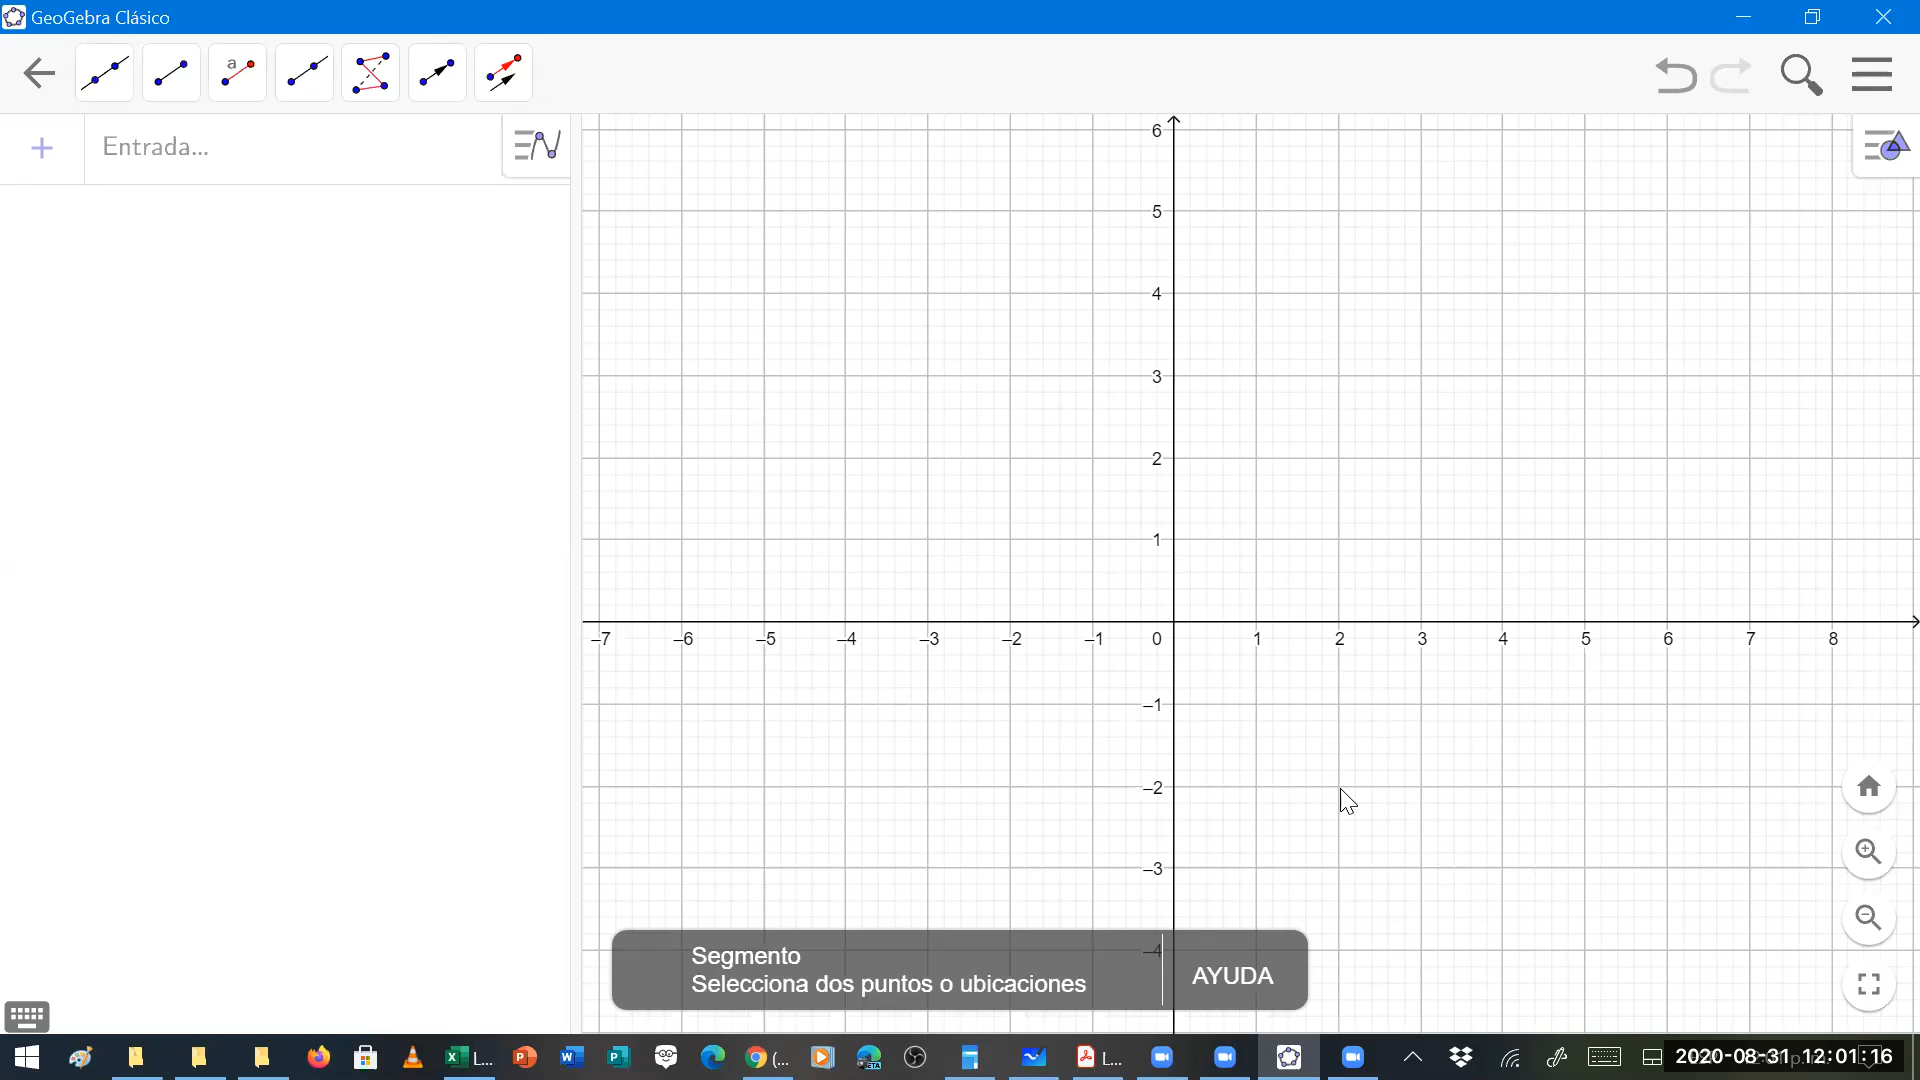 GeoGebra Clásico
a
Entrada...
6
5
4
3
2
1
–7 –6 –5 –4 –3 –2 –1 0 1 2 3 4 5 6 7 8
–1
–2
–3
–4
Segmento
Selecciona dos puntos o ubicaciones
AYUDA
L...
(...
L...
2020-08-31 12:01:16